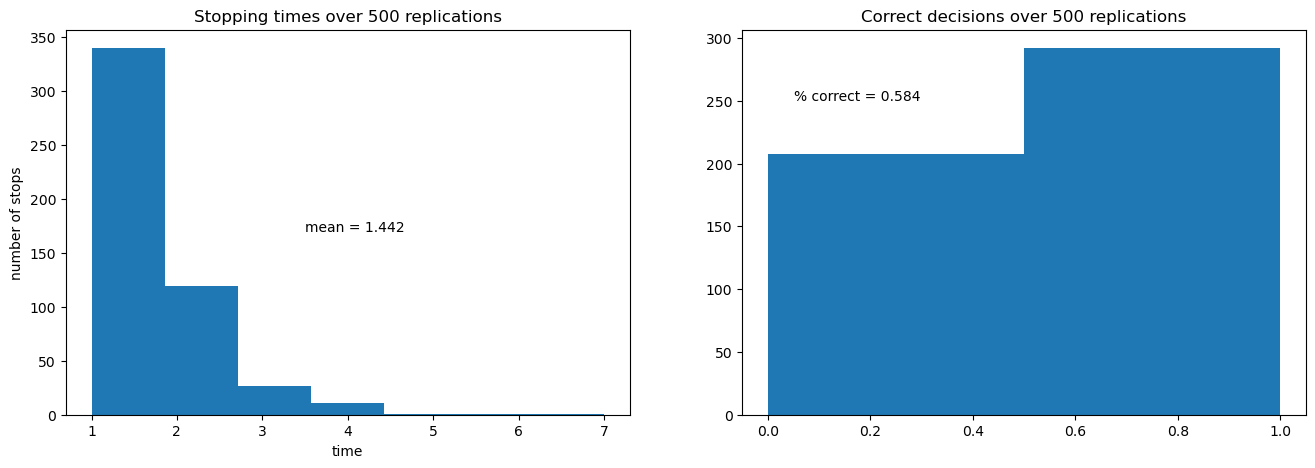 Stopping times over 500 replications
350
300
250
200
150
100
50
0
number of stops
mean = 1.442
1 2 3 4 5 6 7
time
Correct decisions over 500 replications
300
250
200
150
100
50
0
% correct = 0.584
0.0 0.2 0.4 0.6 0.8 1.0